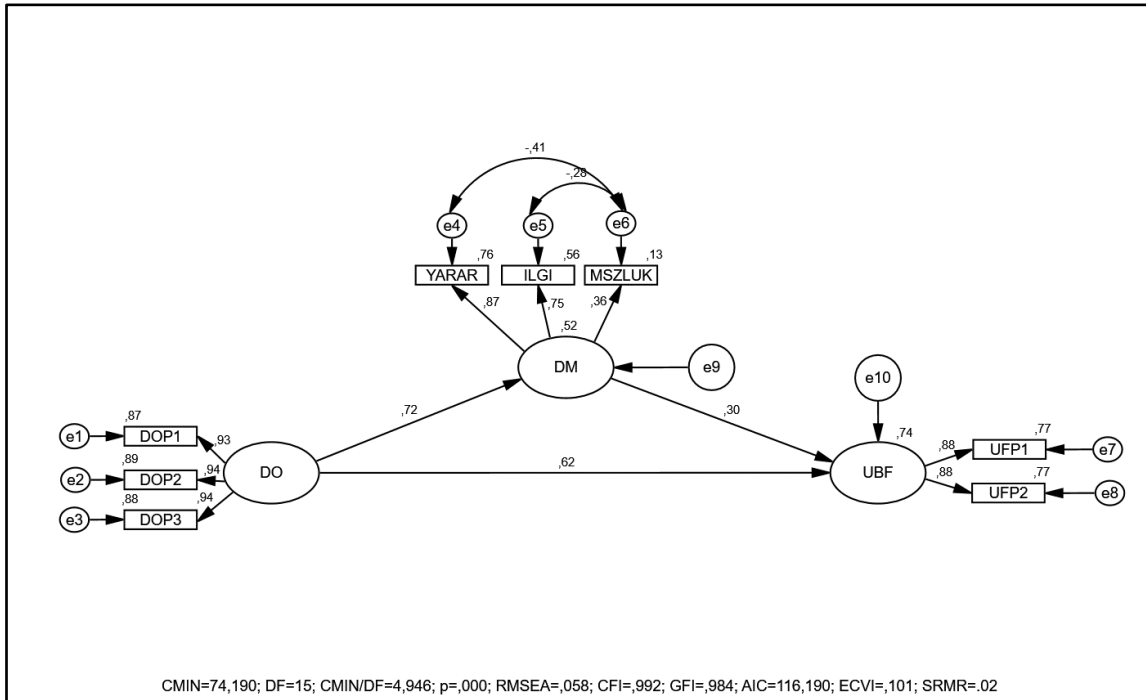 -,41
-,28
e4
e5
e6
,76
,56
,13
YARAR
ILGI
MSZLUK
,87
,75
,36
,52
DM
e9
e10
,72
,30
,87
,74
e1
DOP1
,93
,88
UFP1
,77
e7
,89
e2
DOP2
,94
DO
,62
UBF
,88
UFP2
,77
e8
,88
e3
DOP3
,94
CMIN=74,190; DF=15; CMIN/DF=4,946; p=,000; RMSEA=,058; CFI=,992; GFI=,984; AIC=116,190; ECVI=,101; SRMR=.02